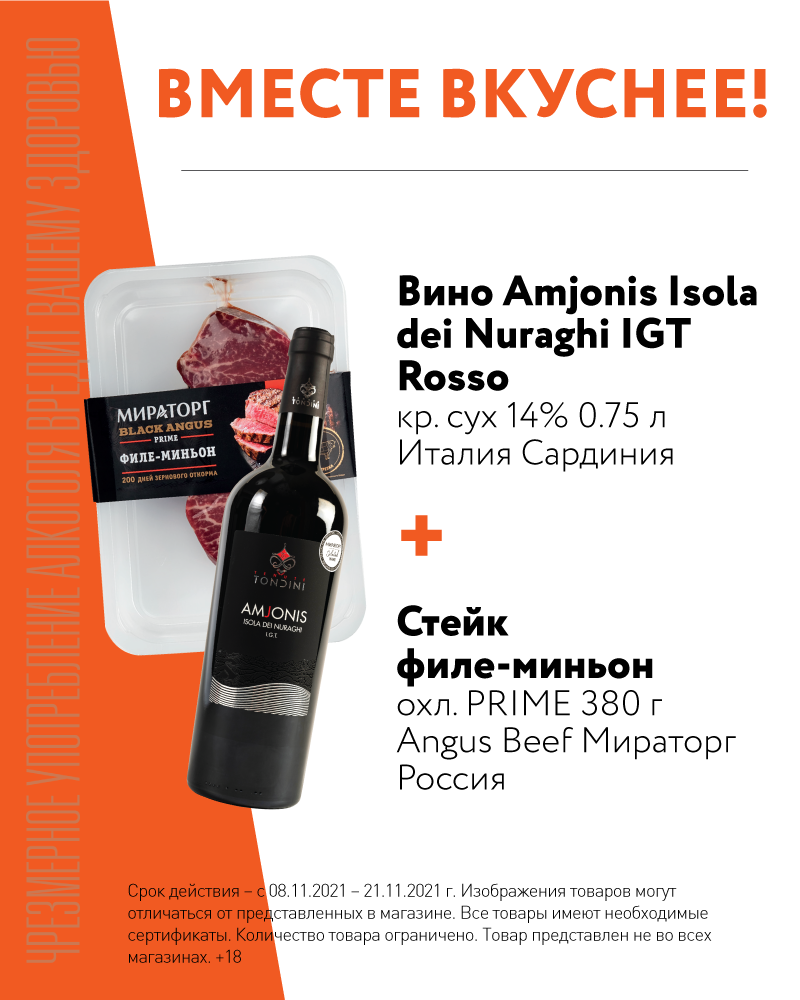 ВМЕСТЕ ВКУСНЕЕ!
ЧРЕЗМЕРНОЕ УПОТРЕБЛЕНИЕ АЛКОГОЛЯ ВРЕДИТ ВАШЕМУ ЗДОРОВЬЮ
Вино Amjonis Isola
dei Nuraghi IGT
Rosso
кр. сух 14% 0.75 л
Италия Сардиния
+
Стейк
филе-миньон
охл. PRIME 380 г
Angus Beef Мираторг
Россия
МИРАТОРГ
BLACK ANGUS
PRIME
ФИЛЕ-МИНЬОН
200 ДНЕЙ ЗЕРНОВОГО ОТКОРМА
TONDINI
TENUTE
TONDINI
AMJONIS
ISOLA DEI NURAGHI
I.G.T.
Срок действия – с 08.11.2021 – 21.11.2021 г. Изображения товаров могут
отличаться от представленных в магазине. Все товары имеют необходимые
сертификаты. Количество товара ограничено. Товар представлен не во всех
магазинах. +18